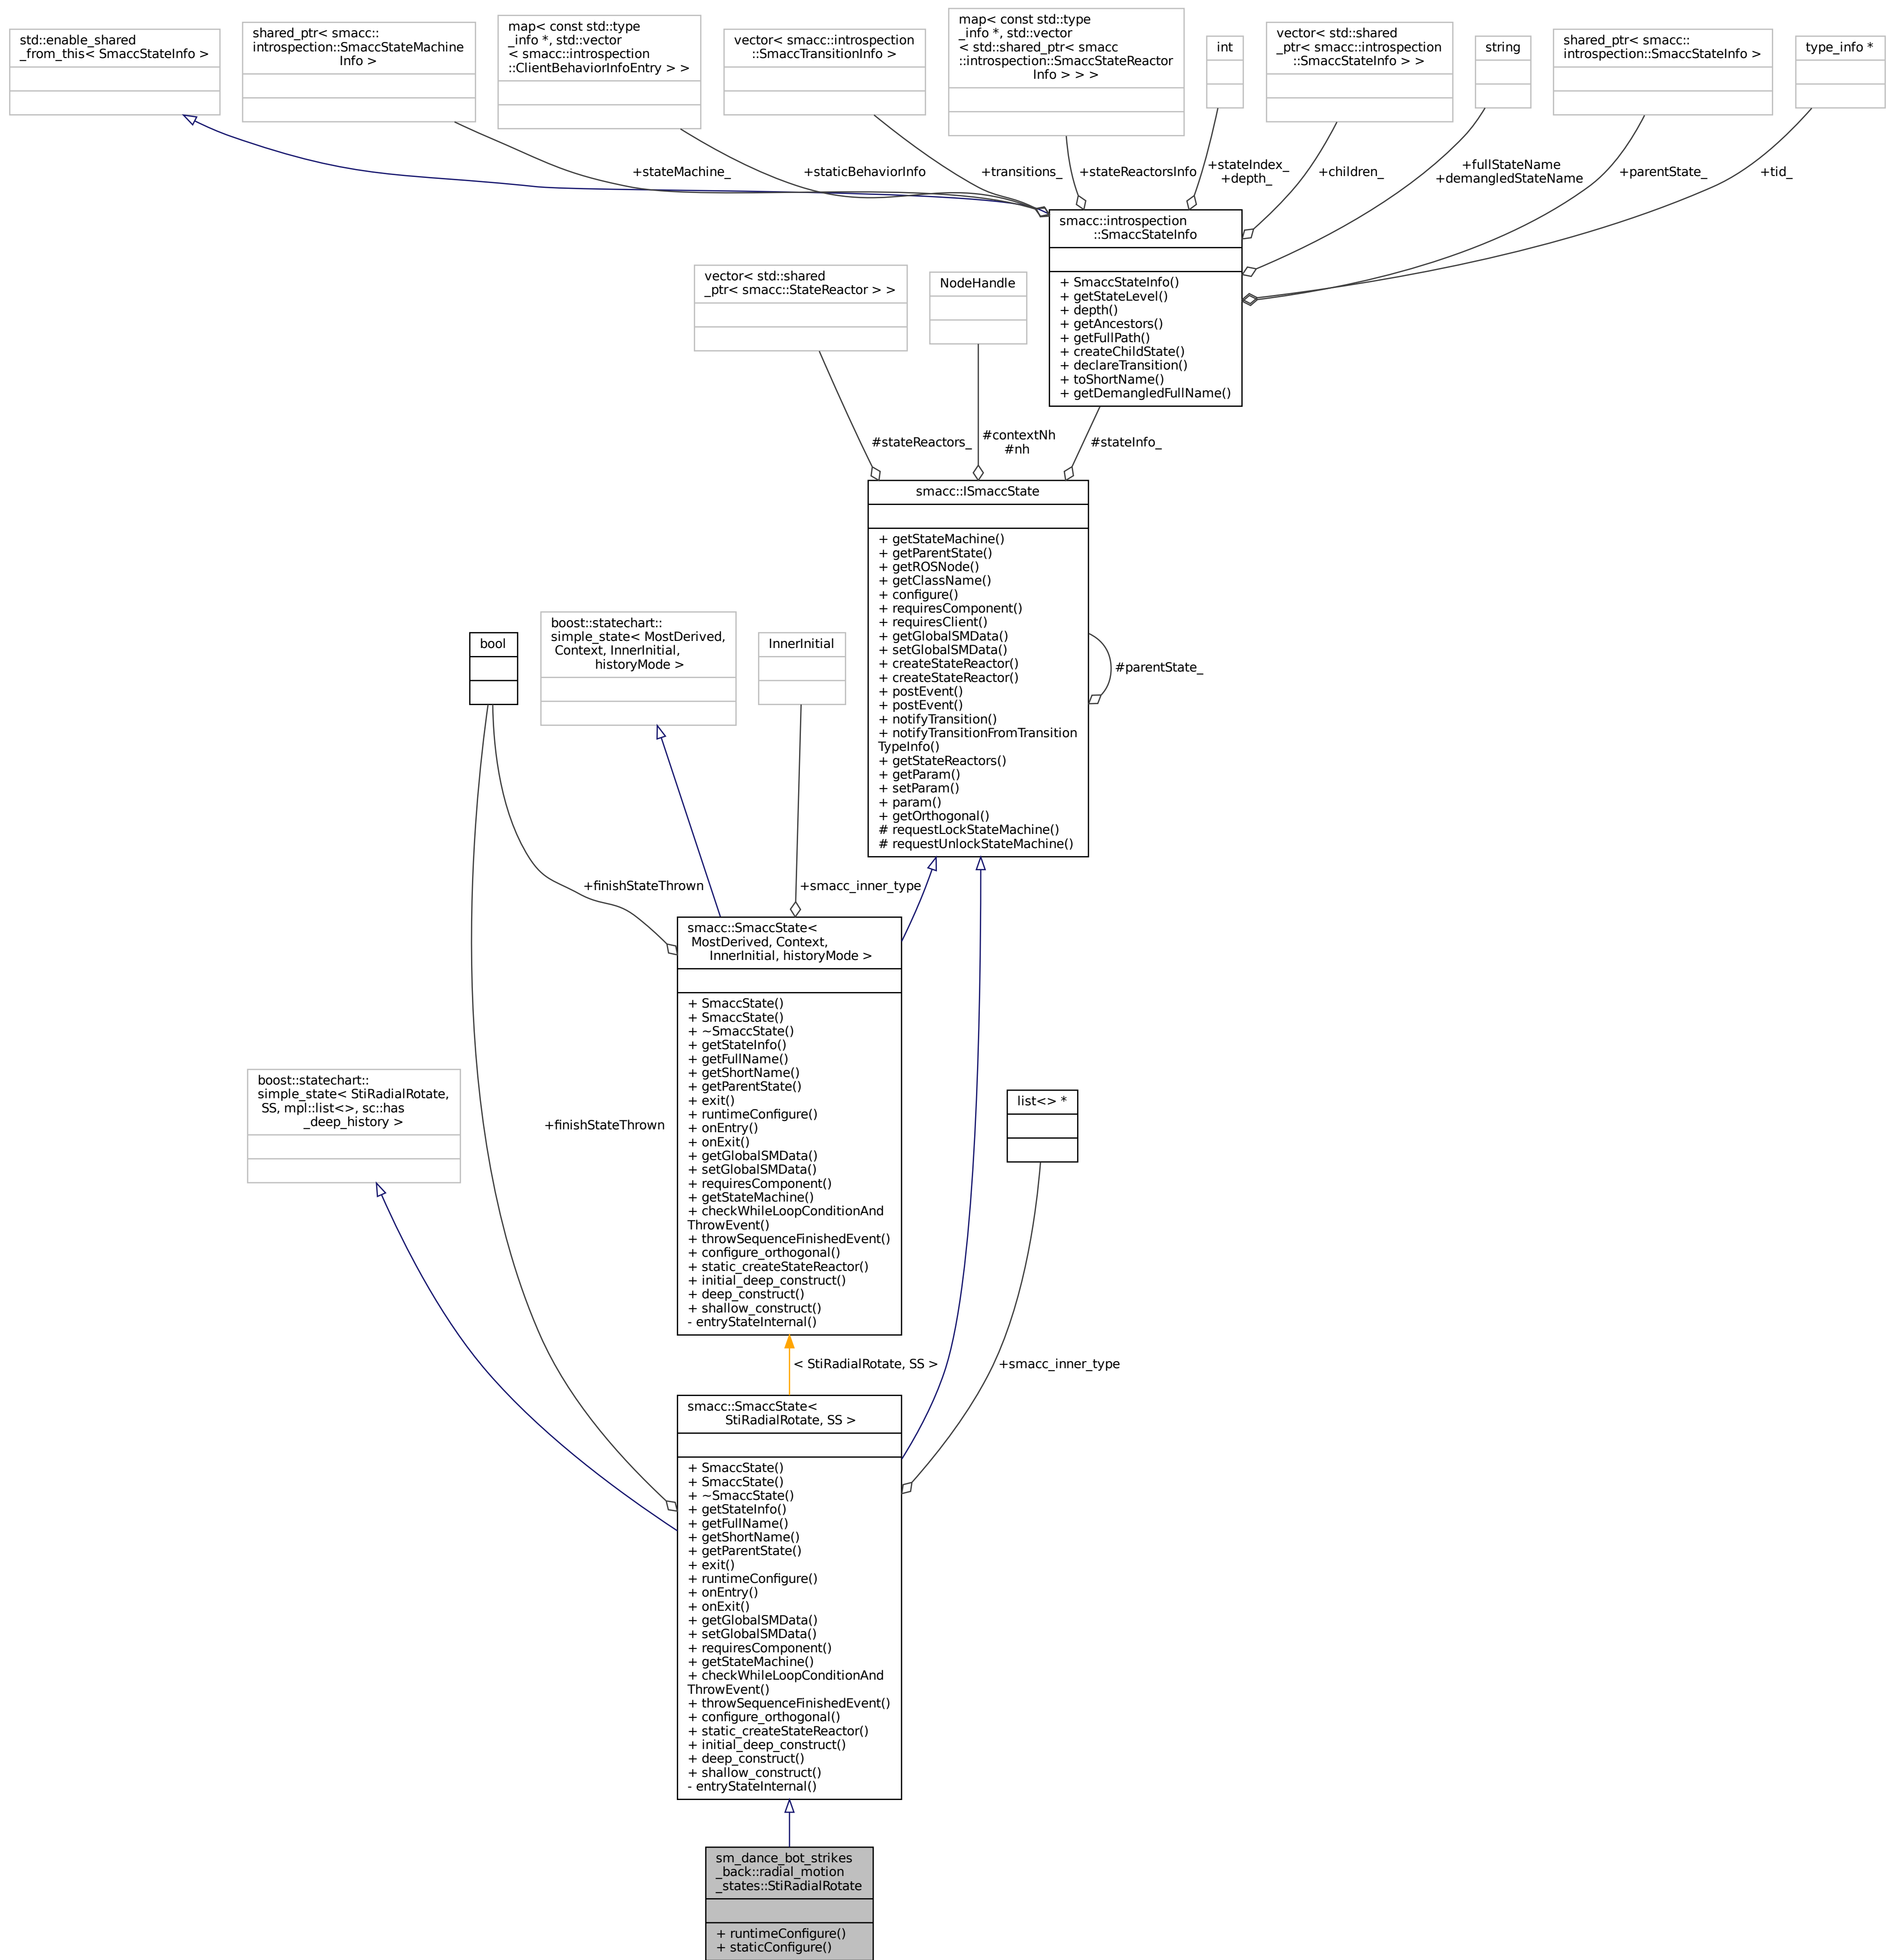 std::enable_shared
_from_this< SmaccStateInfo >
shared_ptr< smacc::
introspection::SmaccStateMachine
Info >
map< const std::type
_info *, std::vector
< smacc::introspection
::ClientBehaviorInfoEntry > >
vector< smacc::introspection
::SmaccTransitionInfo >
map< const std::type
_info *, std::vector
< std::shared_ptr< smacc
::introspection::SmaccStateReactor
Info > > >
int
vector< std::shared
_ptr< smacc::introspection
::SmaccStateInfo > >
string
shared_ptr< smacc::
introspection::SmaccStateInfo >
type_info *
+stateMachine_
+staticBehaviorInfo
+transitions_
+stateReactorsInfo
+stateIndex_
+depth_
+children_
+fullStateName
+demangledStateName
+parentState_
+tid_
smacc::introspection
::SmaccStateInfo
+ SmaccStateInfo()
+ getStateLevel()
+ depth()
+ getAncestors()
+ getFullPath()
+ createChildState()
+ declareTransition()
+ toShortName()
+ getDemangledFullName()
vector< std::shared
_ptr< smacc::StateReactor > >
NodeHandle
#stateReactors_
#contextNh
#nh
#stateInfo_
smacc::ISmaccState
+ getStateMachine()
+ getParentState()
+ getROSNode()
+ getClassName()
+ configure()
+ requiresComponent()
+ requiresClient()
+ getGlobalSMData()
+ setGlobalSMData()
+ createStateReactor()
+ createStateReactor()
+ postEvent()
+ postEvent()
+ notifyTransition()
+ notifyTransitionFromTransition
TypeInfo()
+ getStateReactors()
+ getParam()
+ setParam()
+ param()
+ getOrthogonal()
# requestLockStateMachine()
# requestUnlockStateMachine()
#parentState_
bool
boost::statechart::
simple_state< MostDerived,
Context, InnerInitial,
historyMode >
InnerInitial
+finishStateThrown
+smacc_inner_type
smacc::SmaccState<
MostDerived, Context,
InnerInitial, historyMode >
+ SmaccState()
+ SmaccState()
+ ~SmaccState()
+ getStateInfo()
+ getFullName()
+ getShortName()
+ getParentState()
+ exit()
+ runtimeConfigure()
+ onEntry()
+ onExit()
+ getGlobalSMData()
+ setGlobalSMData()
+ requiresComponent()
+ getStateMachine()
+ checkWhileLoopConditionAnd
ThrowEvent()
+ throwSequenceFinishedEvent()
+ configure_orthogonal()
+ static_createStateReactor()
+ initial_deep_construct()
+ deep_construct()
+ shallow_construct()
- entryStateInternal()
boost::statechart::
simple_state< StiRadialRotate,
SS, mpl::list<>, sc::has
_deep_history >
+finishStateThrown
list<> *
< StiRadialRotate, SS >
+smacc_inner_type
smacc::SmaccState<
StiRadialRotate, SS >
+ SmaccState()
+ SmaccState()
+ ~SmaccState()
+ getStateInfo()
+ getFullName()
+ getShortName()
+ getParentState()
+ exit()
+ runtimeConfigure()
+ onEntry()
+ onExit()
+ getGlobalSMData()
+ setGlobalSMData()
+ requiresComponent()
+ getStateMachine()
+ checkWhileLoopConditionAnd
ThrowEvent()
+ throwSequenceFinishedEvent()
+ configure_orthogonal()
+ static_createStateReactor()
+ initial_deep_construct()
+ deep_construct()
+ shallow_construct()
- entryStateInternal()
sm_dance_bot_strikes
_back::radial_motion
_states::StiRadialRotate
+ runtimeConfigure()
+ staticConfigure()